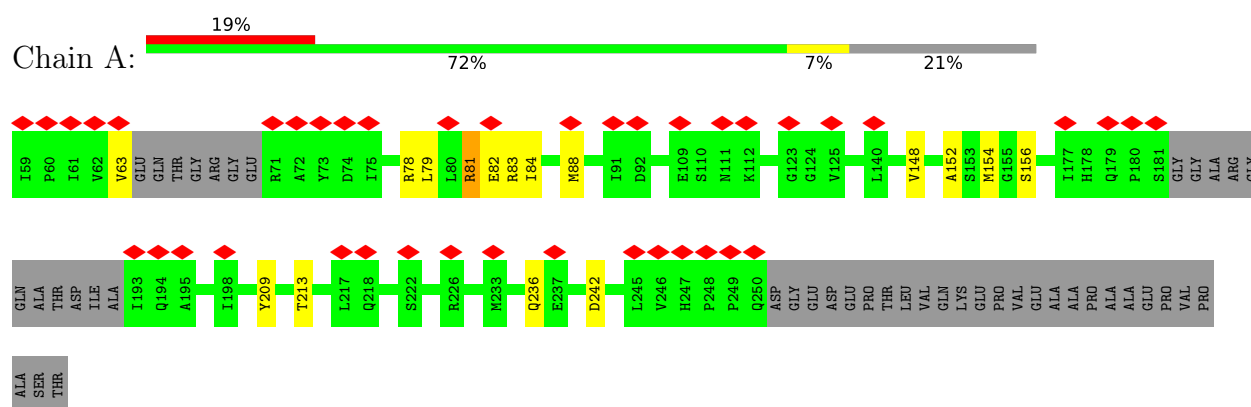 19%
Chain A:
72% 7% 21%
I59 P60 I61 V62 V63 GLU GLN THR GLY ARG GLY GLU R71 A72 Y73 D74 I75 R78 L79 L80 R81 E82 R83 I84 M88 I91 D92 E109 S110 N111 K112 G123 G124 V125 L140 V148 A152 S153 M154 G155 S156 I177 H178 Q179 P180 S181 GLY GLY ALA ARG GLY
GLN ALA THR ASP ILE ALA I193 Q194 A195 I198 Y209 T213 L217 Q218 S222 R226 M233 Q236 E237 D242 L245 V246 H247 P248 P249 Q250 ASP GLY GLU ASP GLU PRO THR LEU VAL GLN LYS GLU PRO VAL GLU ALA ALA PRO ALA ALA GLU PRO VAL PRO
ALA SER THR